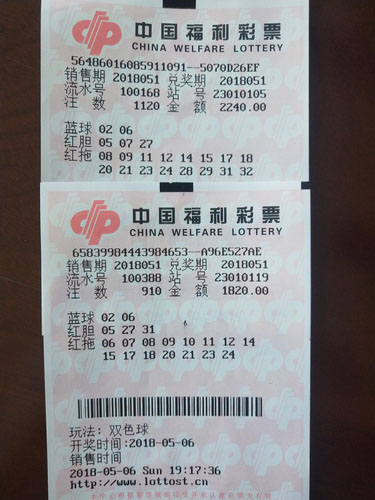 中国福利彩票
CHINA WELFARE LOTTERY
56486016085911091--5070D26EF
销售期 2018051 兑奖期 2018051
流水号 100168 站 号 23010105
注 数 1120 金 额 2240.00
蓝球 02 06
红胆 05 07 27
红拖 08 09 11 12 14 15 17 18
20 21 23 24 28 29 31 32
中国福利彩票
CHINA WELFARE LOTTERY
65839984443984653--A96E527AE
销售期 2018051 兑奖期 2018051
流水号 100388 站 号 23010119
注 数 910 金 额 1820.00
蓝球 02 06
红胆 05 27 31
红拖 06 07 08 09 10 11 12 14
15 17 18 20 21 23 24
玩法: 双色球
开奖时间:2018-05-06
销售时间
2018-05-06 Sun 19:17:36
http://www.lottost.cn